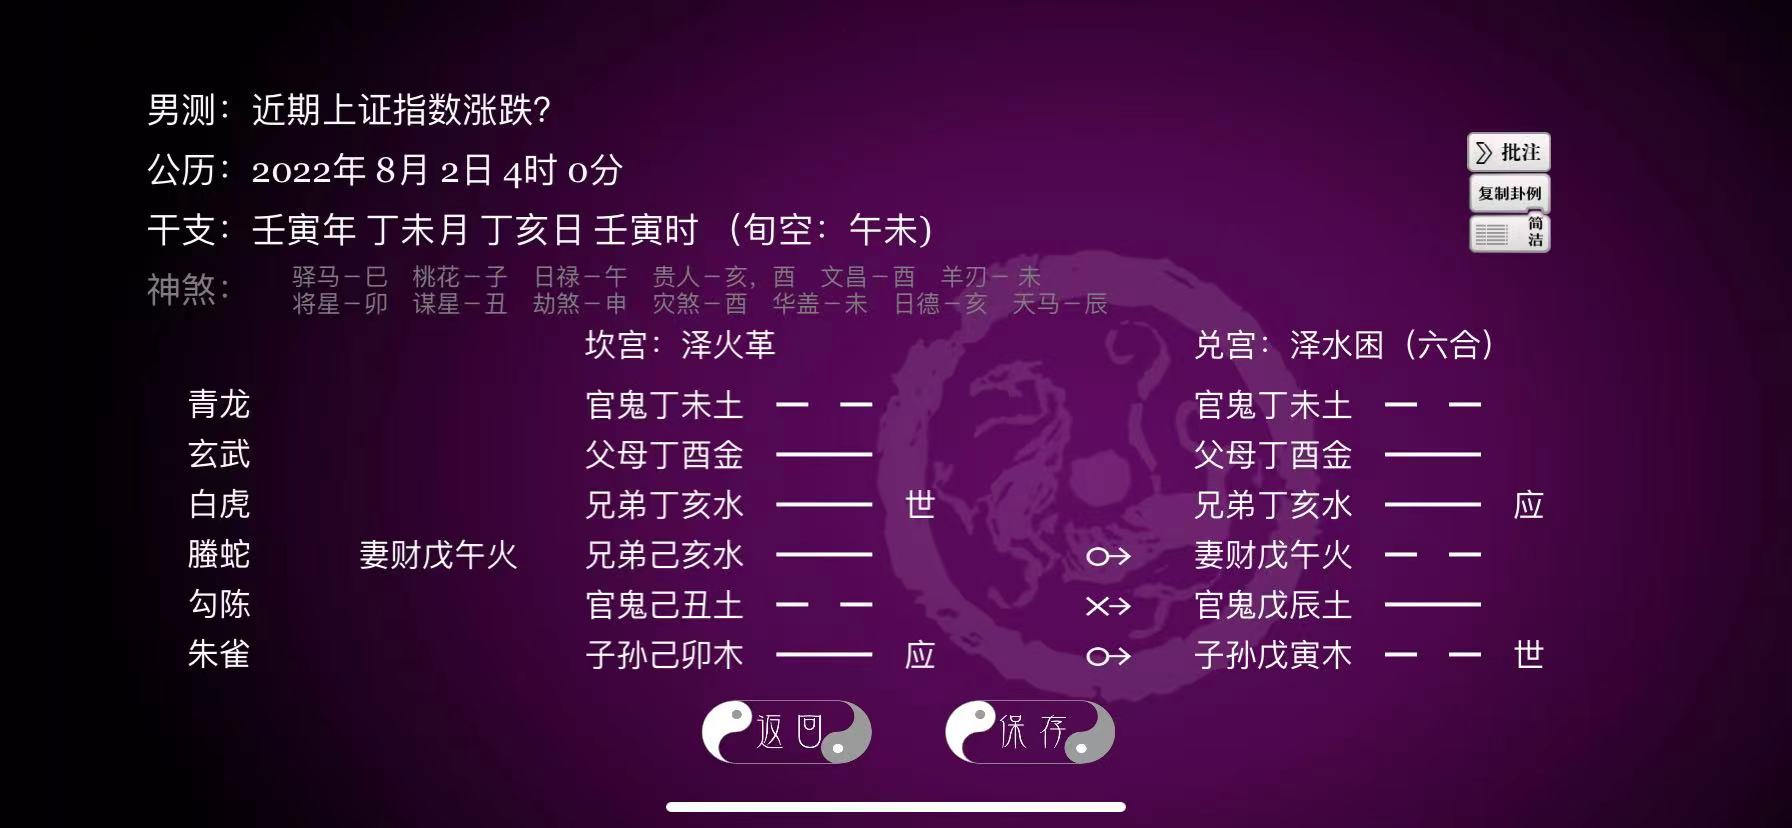 男测：近期上证指数涨跌？
公历：2022年 8月 2日 4时 0分
干支：壬寅年 丁未月 丁亥日 壬寅时 （旬空：午未）
神煞：
驿马－巳 桃花－子 日禄－午 贵人－亥，酉 文昌－酉 羊刃－未
将星－卯 谋星－丑 劫煞－申 灾煞－酉 华盖－未 日德－亥 天马－辰
批注
复制卦例
简洁
坎宫：泽火革 兑宫：泽水困（六合）
青龙 官鬼丁未土 官鬼丁未土
玄武 父母丁酉金 父母丁酉金
白虎 兄弟丁亥水 世 兄弟丁亥水 应
螣蛇 妻财戊午火 兄弟己亥水 妻财戊午火
勾陈 官鬼己丑土 官鬼戊辰土
朱雀 子孙己卯木 应 子孙戊寅木 世
返回 保存